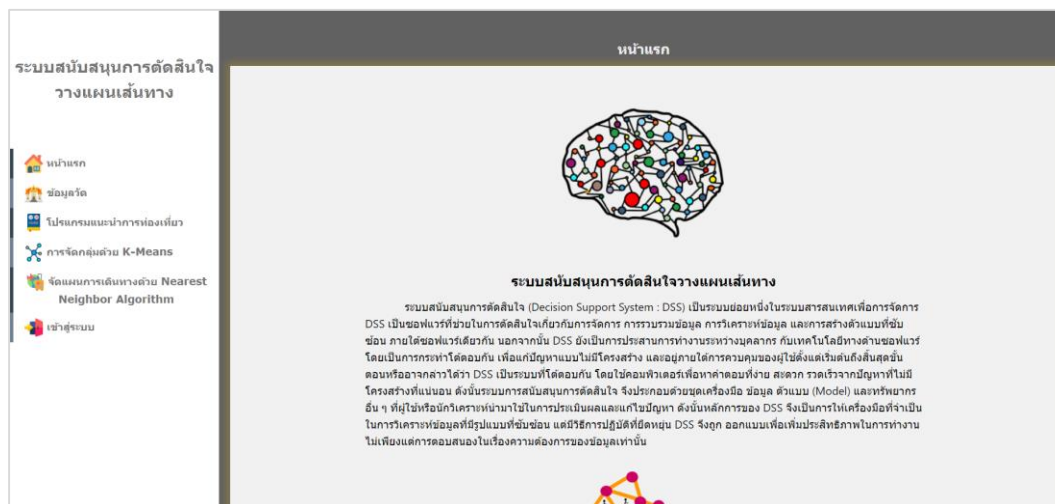 ระบบสนับสนุนการตัดสินใจ
วางแผนเส้นทาง
หน้าแรก
ข้อมูลวัด
โปรแกรมแนะนำการท่องเที่ยว
การจัดกลุ่มด้วย K-Means
จัดแผนการเดินทางด้วย Nearest
Neighbor Algorithm
เข้าสู่ระบบ
หน้าแรก
ระบบสนับสนุนการตัดสินใจวางแผนเส้นทาง
ระบบสนับสนุนการตัดสินใจ (Decision Support System : DSS) เป็นระบบย่อยหนึ่งในระบบสารสนเทศเพื่อการจัดการ
DSS เป็นซอฟแวร์ที่ช่วยในการตัดสินใจเกี่ยวกับการจัดการ การรวบรวมข้อมูล การวิเคราะห์ข้อมูล และการสร้างตัวแบบที่ซับ
ซ้อน ภายใต้ซอฟแวร์เดียวกัน นอกจากนั้น DSS ยังเป็นการประสานการทำงานระหว่างบุคลากร กับเทคโนโลยีทางด้านซอฟแวร์
โดยเป็นการกระทำโต้ตอบกัน เพื่อแก้ปัญหาแบบไม่มีโครงสร้าง และอยู่ภายใต้การควบคุมของผู้ใช้ตั้งแต่เริ่มต้นถึงสิ้นสุดขั้น
ตอนหรืออาจกล่าวได้ว่า DSS เป็นระบบที่โต้ตอบกัน โดยใช้คอมพิวเตอร์เพื่อหาคำตอบที่ง่าย สะดวก รวดเร็วจากปัญหาที่ไม่มี
โครงสร้างที่แน่นอน ดังนั้นระบบการสนับสนุนการตัดสินใจ จึงประกอบด้วยชุดเครื่องมือ ข้อมูล ตัวแบบ (Model) และทรัพยากร
อื่น ๆ ที่ผู้ใช้หรือนักวิเคราะห์นำมาใช้ในการประเมินผลและแก้ไขปัญหา ดังนั้นหลักการของ DSS จึงเป็นการให้เครื่องมือที่จำเป็น
ในการวิเคราะห์ข้อมูลที่มีรูปแบบที่ซับซ้อน แต่มีวิธีการปฏิบัติที่ยืดหยุ่น DSS จึงถูก ออกแบบเพื่อเพิ่มประสิทธิภาพในการทำงาน
ไม่เพียงแต่การตอบสนองในเรื่องความต้องการของข้อมูลเท่านั้น